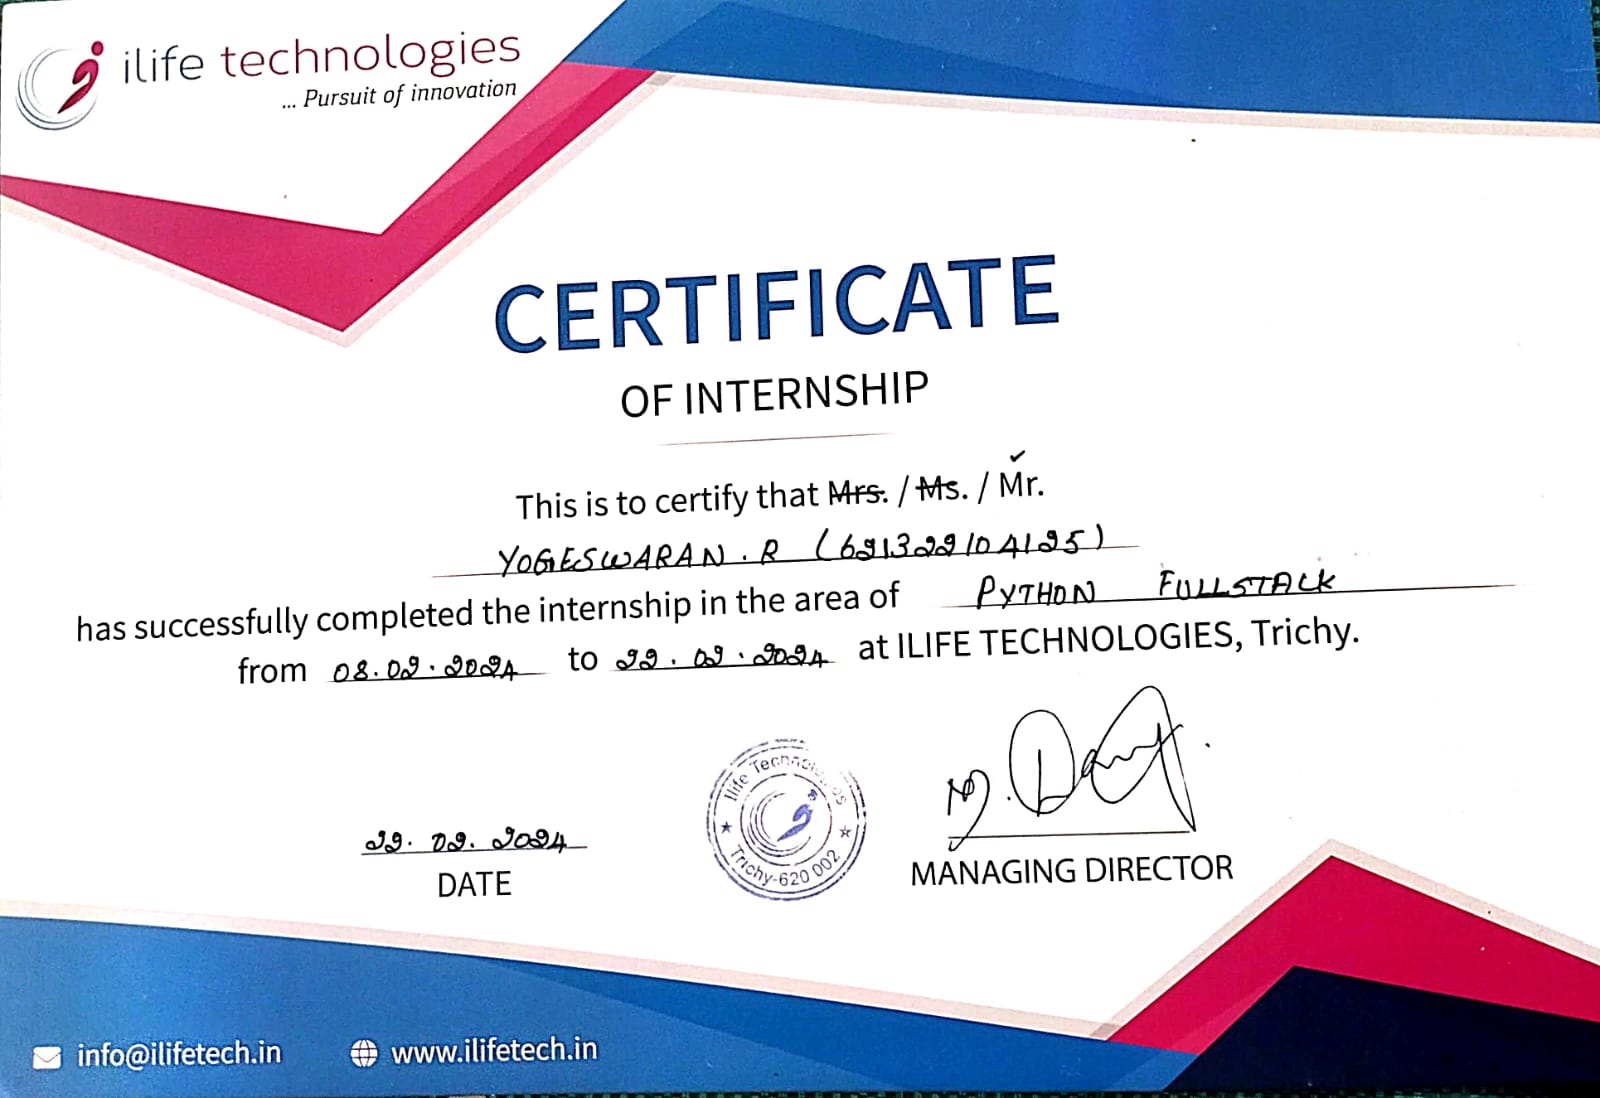 ilife technologies
... Pursuit of innovation
CERTIFICATE
OF INTERNSHIP
This is to certify that Mrs. / Ms. / Mr.
YOGESWARAN . R (621322104125)
has successfully completed the internship in the area of PYTHON FULLSTACK
from 08.02.2024 to 22.02.2024 at ILIFE TECHNOLOGIES, Trichy.
Ilife Technologies
Trichy-620 002
22.02.2024
DATE
MANAGING DIRECTOR
info@ilifetech.in www.ilifetech.in